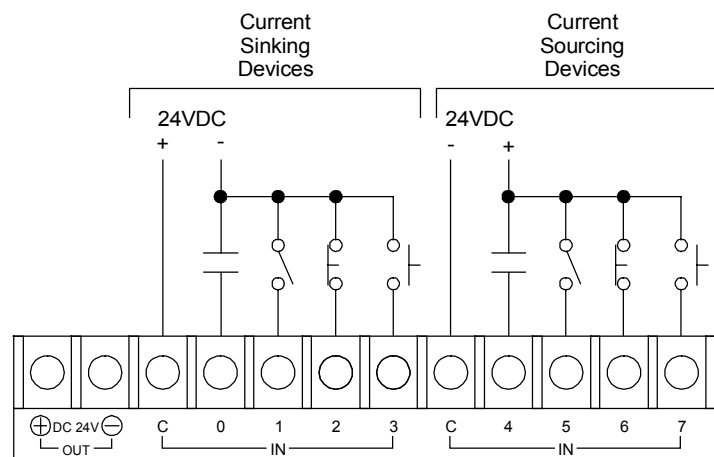 Current
Sinking
Devices
Current
Sourcing
Devices
24VDC
+ -
24VDC
- +
+ DC 24V -
OUT
C 0 1 2 3
IN
C 4 5 6 7
IN